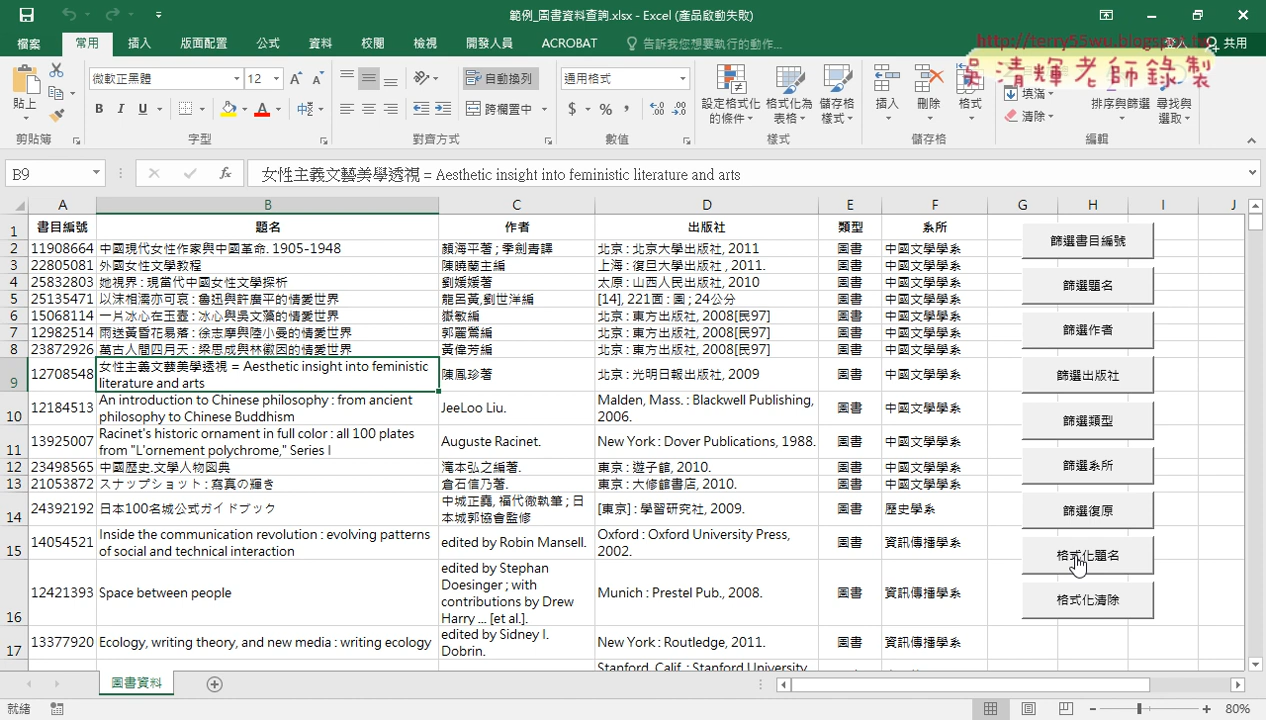 範例_圖書資料查詢.xlsx - Excel (產品啟動失敗)
檔案 常用 插入 版面配置 公式 資料 校閱 檢視 開發人員 ACROBAT 告訴我您想要執行的動作... 登入 共用
http://terry55wu.blogspot.tw
吳清輝老師錄製
貼上 微軟正黑體 12 自動換列 通用格式 設定格式化的條件 格式化為表格 儲存格樣式 插入 刪除 格式 填滿 清除 排序與篩選 尋找與選取
B I U 中 跨欄置中 $ %
剪貼簿 字型 對齊方式 數值 樣式 儲存格 編輯
B9 fx 女性主義文藝美學透視 = Aesthetic insight into feministic literature and arts
A B C D E F G H I J
1 書目編號 題名 作者 出版社 類型 系所
2 11908664 中國現代女性作家與中國革命. 1905-1948 顏海平著 ; 季劍青譯 北京 : 北京大學出版社, 2011 圖書 中國文學學系
3 22805081 外國女性文學教程 陳曉蘭主編 上海 : 復旦大學出版社 , 2011. 圖書 中國文學學系
4 25832803 她視界 : 現當代中國女性文學探析 劉媛媛著 太原 : 山西人民出版社, 2010 圖書 中國文學學系
5 25135471 以沫相濡亦可哀 : 魯迅與許廣平的情愛世界 龍呂黃,劉世洋編 [14], 221面 : 圖 ; 24公分 圖書 中國文學學系
6 15068114 一片冰心在玉壺 : 冰心與吳文藻的情愛世界 嶽敏編 北京 : 東方出版社, 2008[民97] 圖書 中國文學學系
7 12982514 雨送黃昏花易落 : 徐志摩與陸小曼的情愛世界 郭麗鶯編 北京 : 東方出版社, 2008[民97] 圖書 中國文學學系
8 23872926 萬古人間四月天 : 梁思成與林徽因的情愛世界 黃偉芳編 北京 : 東方出版社, 2008[民97] 圖書 中國文學學系
9 12708548 女性主義文藝美學透視 = Aesthetic insight into feministic literature and arts 陳鳳珍著 北京 : 光明日報出版社, 2009 圖書 中國文學學系
10 12184513 An introduction to Chinese philosophy : from ancient philosophy to Chinese Buddhism JeeLoo Liu. Malden, Mass. : Blackwell Publishing, 2006. 圖書 中國文學學系
11 13925007 Racinet's historic ornament in full color : all 100 plates from "L'ornement polychrome," Series I Auguste Racinet. New York : Dover Publications, 1988. 圖書 中國文學學系
12 23498565 中國歷史.文學人物図典 滝本弘之編著. 東京 : 遊子館, 2010. 圖書 中國文學學系
13 21053872 スナップショット : 寫真の輝き 倉石信乃著. 東京 : 大修館書店, 2010. 圖書 中國文學學系
14 24392192 日本100名城公式ガイドブック 中城正堯, 福代徹執筆 ; 日本城郭協會監修 [東京] : 學習研究社, 2009. 圖書 歷史學系
15 14054521 Inside the communication revolution : evolving patterns of social and technical interaction edited by Robin Mansell. Oxford : Oxford University Press, 2002. 圖書 資訊傳播學系
16 12421393 Space between people edited by Stephan Doesinger ; with contributions by Drew Harry ... [et al.]. Munich : Prestel Pub., 2008. 圖書 資訊傳播學系
17 13377920 Ecology, writing theory, and new media : writing ecology edited by Sidney I. Dobrin. New York : Routledge, 2011. 圖書 資訊傳播學系
Stanford, Calif. : Stanford University
篩選書目編號
篩選題名
篩選作者
篩選出版社
篩選類型
篩選系所
篩選復原
格式化題名
格式化清除
圖書資料
就緒 80%